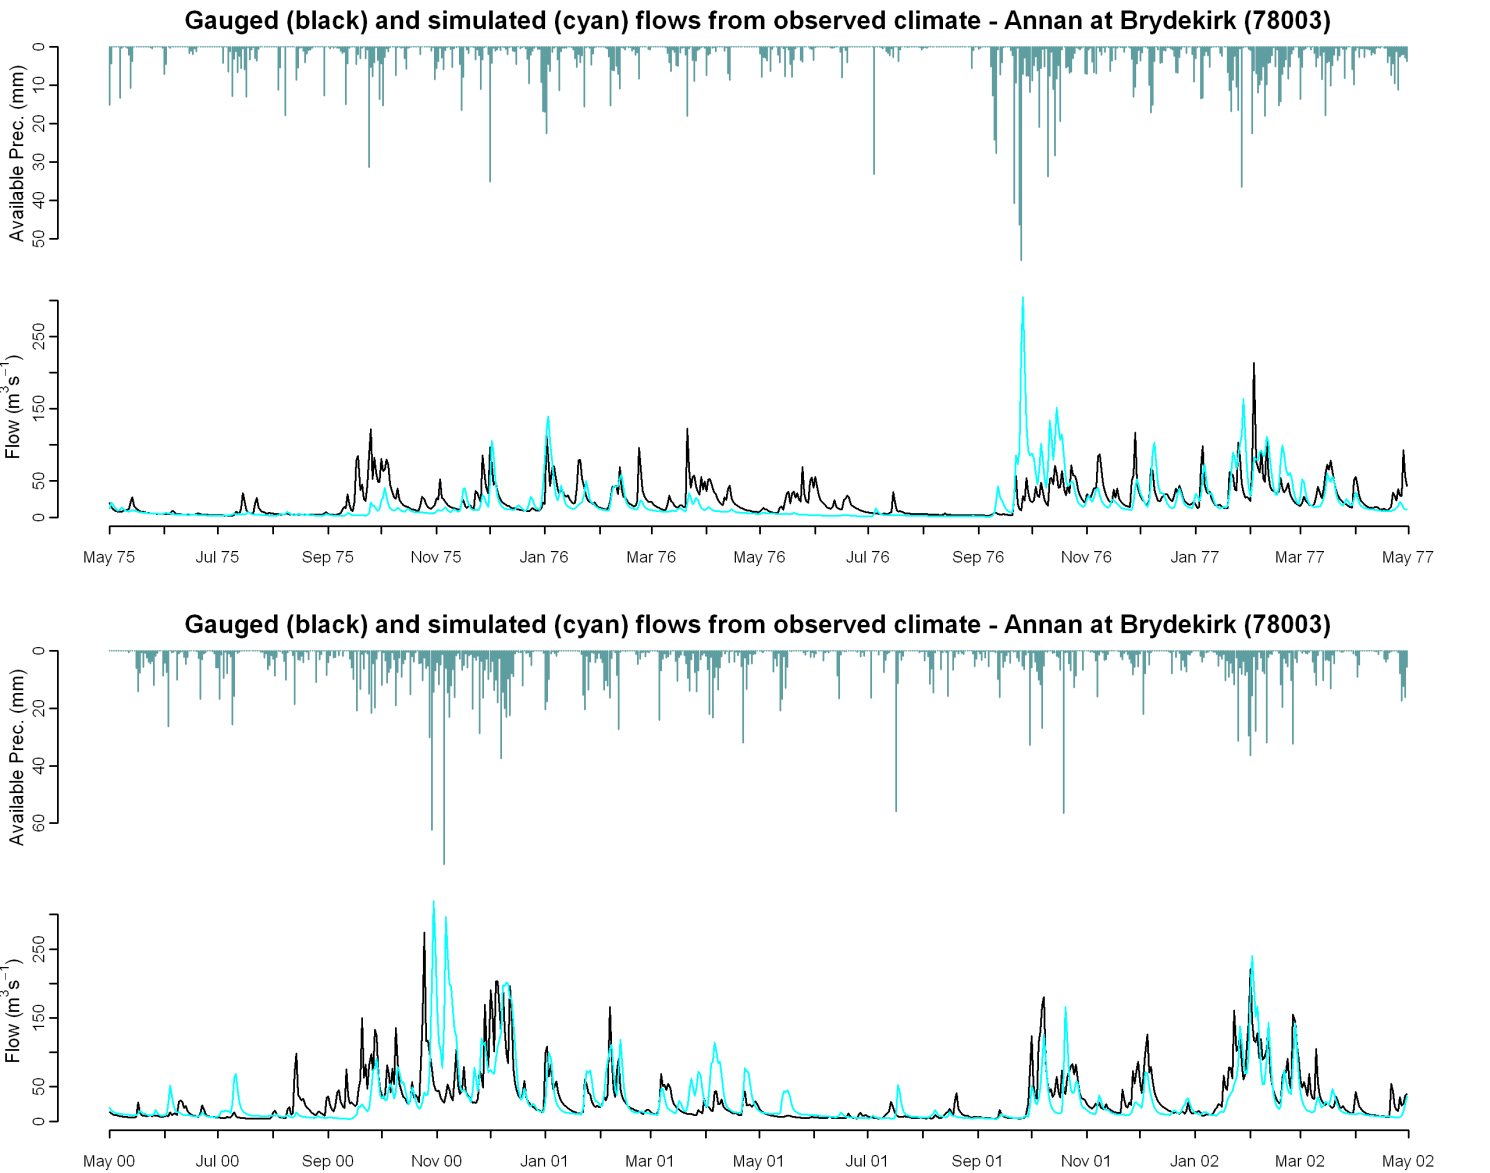 Gauged (black) and simulated (cyan) flows from observed climate - Annan at Brydekirk (78003)
Available Prec. (mm)
0
10
20
30
40
50
Flow (m³s⁻¹)
250
150
50
0
May 75 Jul 75 Sep 75 Nov 75 Jan 76 Mar 76 May 76 Jul 76 Sep 76 Nov 76 Jan 77 Mar 77 May 77
Gauged (black) and simulated (cyan) flows from observed climate - Annan at Brydekirk (78003)
Available Prec. (mm)
0
20
40
60
Flow (m³s⁻¹)
250
150
50
0
May 00 Jul 00 Sep 00 Nov 00 Jan 01 Mar 01 May 01 Jul 01 Sep 01 Nov 01 Jan 02 Mar 02 May 02